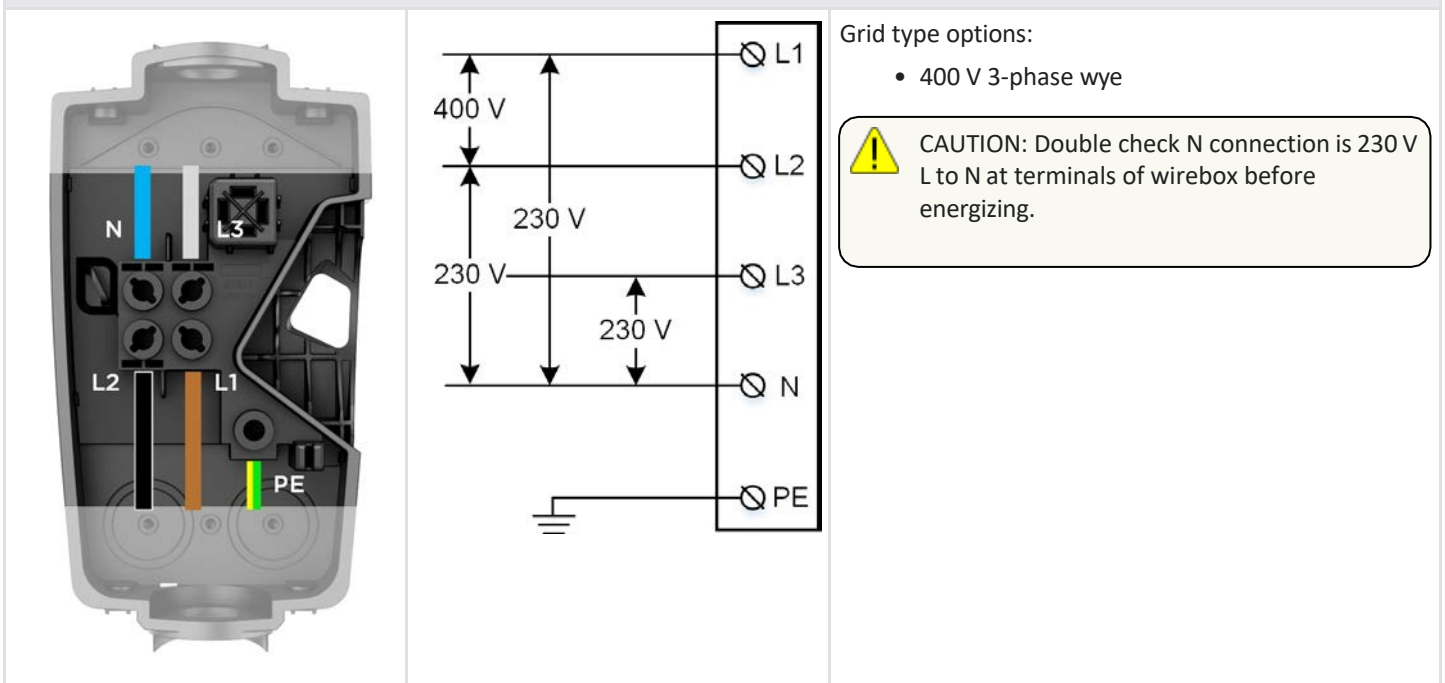 N
L3
L2
L1
PE
L1
400 V
L2
230 V
230 V
L3
230 V
N
PE
Grid type options:
• 400 V 3-phase wye
CAUTION: Double check N connection is 230 V
L to N at terminals of wirebox before
energizing.